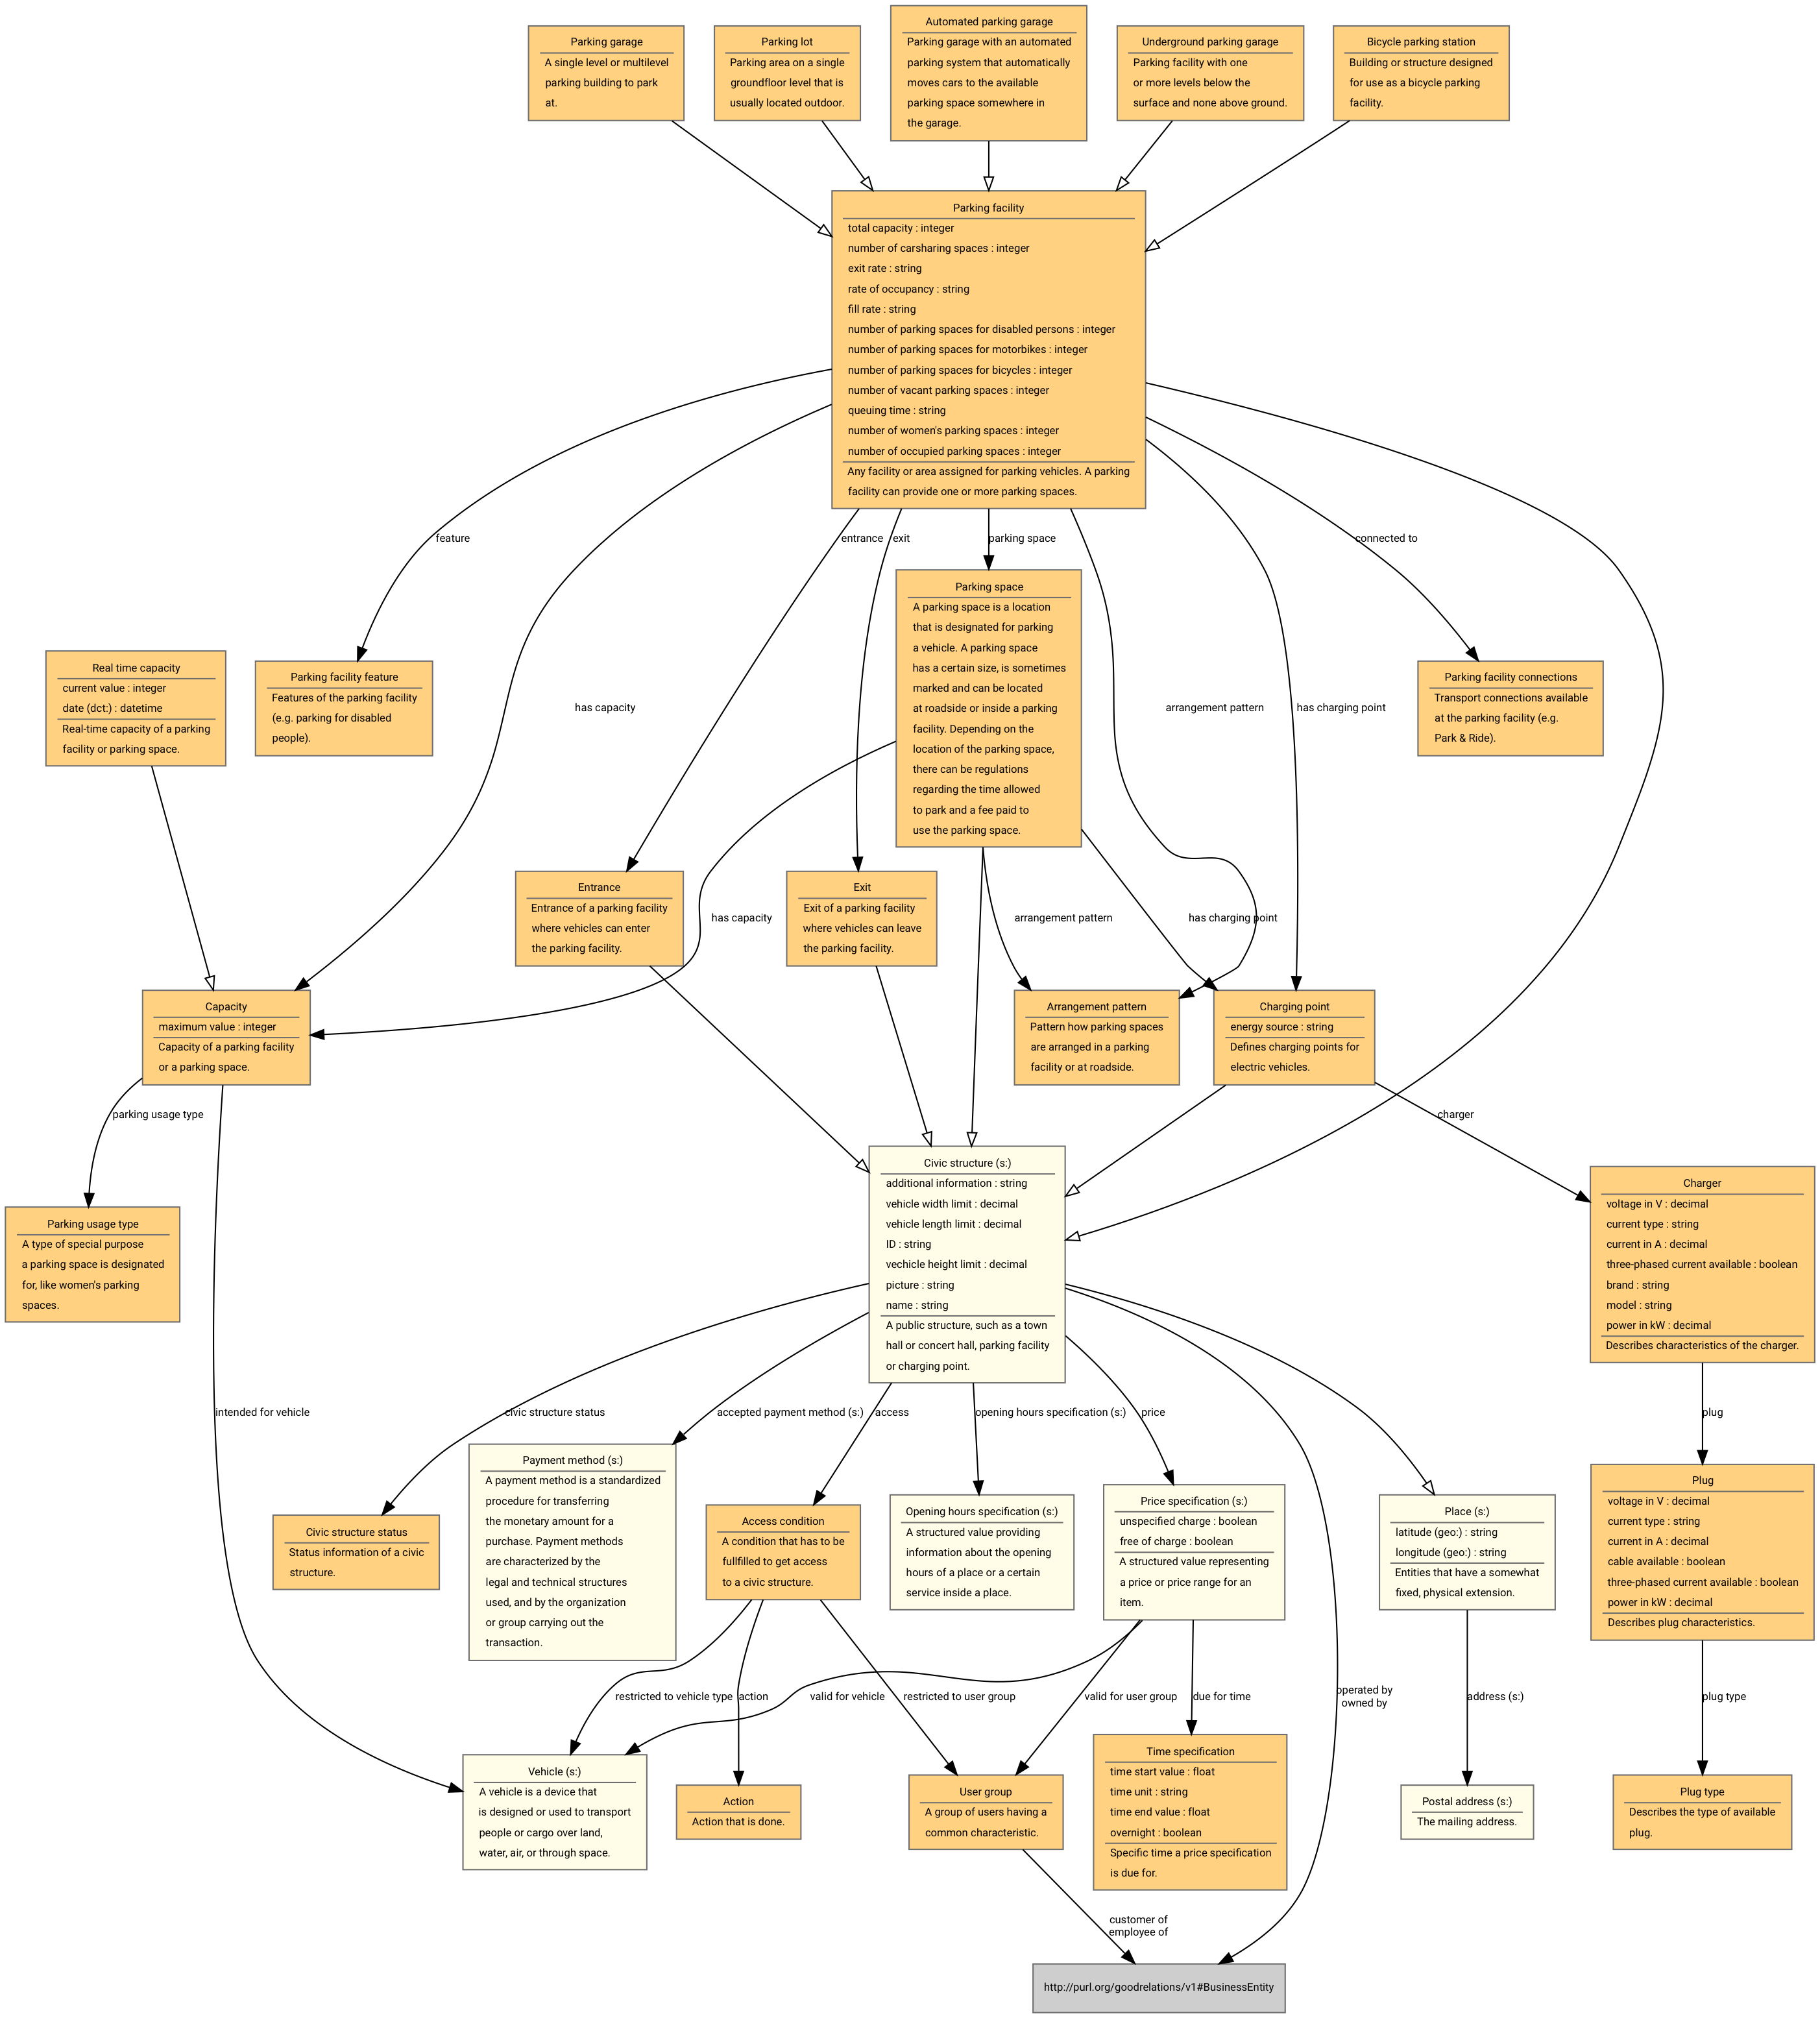 Parking garage
A single level or multilevel
parking building to park
at.
Parking lot
Parking area on a single
groundfloor level that is
usually located outdoor.
Automated parking garage
Parking garage with an automated
parking system that automatically
moves cars to the available
parking space somewhere in
the garage.
Underground parking garage
Parking facility with one
or more levels below the
surface and none above ground.
Bicycle parking station
Building or structure designed
for use as a bicycle parking
facility.
Parking facility
total capacity : integer
number of carsharing spaces : integer
exit rate : string
rate of occupancy : string
fill rate : string
number of parking spaces for disabled persons : integer
number of parking spaces for motorbikes : integer
number of parking spaces for bicycles : integer
number of vacant parking spaces : integer
queuing time : string
number of women's parking spaces : integer
number of occupied parking spaces : integer
Any facility or area assigned for parking vehicles. A parking
facility can provide one or more parking spaces.
feature
entrance
exit
parking space
connected to
Real time capacity
current value : integer
date (dct:) : datetime
Real-time capacity of a parking
facility or parking space.
Parking facility feature
Features of the parking facility
(e.g. parking for disabled
people).
has capacity
Parking space
A parking space is a location
that is designated for parking
a vehicle. A parking space
has a certain size, is sometimes
marked and can be located
at roadside or inside a parking
facility. Depending on the
location of the parking space,
there can be regulations
regarding the time allowed
to park and a fee paid to
use the parking space.
arrangement pattern
has charging point
Parking facility connections
Transport connections available
at the parking facility (e.g.
Park & Ride).
Entrance
Entrance of a parking facility
where vehicles can enter
the parking facility.
has capacity
Exit
Exit of a parking facility
where vehicles can leave
the parking facility.
arrangement pattern
has charging point
Capacity
maximum value : integer
Capacity of a parking facility
or a parking space.
Arrangement pattern
Pattern how parking spaces
are arranged in a parking
facility or at roadside.
Charging point
energy source : string
Defines charging points for
electric vehicles.
parking usage type
charger
Parking usage type
A type of special purpose
a parking space is designated
for, like women's parking
spaces.
Civic structure (s:)
additional information : string
vehicle width limit : decimal
vehicle length limit : decimal
ID : string
vechicle height limit : decimal
picture : string
name : string
A public structure, such as a town
hall or concert hall, parking facility
or charging point.
Charger
voltage in V : decimal
current type : string
current in A : decimal
three-phased current available : boolean
brand : string
model : string
power in kW : decimal
Describes characteristics of the charger.
intended for vehicle
civic structure status
accepted payment method (s:)
access
opening hours specification (s:)
price
plug
Civic structure status
Status information of a civic
structure.
Payment method (s:)
A payment method is a standardized
procedure for transferring
the monetary amount for a
purchase. Payment methods
are characterized by the
legal and technical structures
used, and by the organization
or group carrying out the
transaction.
Access condition
A condition that has to be
fullfilled to get access
to a civic structure.
Opening hours specification (s:)
A structured value providing
information about the opening
hours of a place or a certain
service inside a place.
Price specification (s:)
unspecified charge : boolean
free of charge : boolean
A structured value representing
a price or price range for an
item.
Place (s:)
latitude (geo:) : string
longitude (geo:) : string
Entities that have a somewhat
fixed, physical extension.
Plug
voltage in V : decimal
current type : string
current in A : decimal
cable available : boolean
three-phased current available : boolean
power in kW : decimal
Describes plug characteristics.
restricted to vehicle type
action
valid for vehicle
restricted to user group
valid for user group
due for time
operated by
owned by
address (s:)
plug type
Vehicle (s:)
A vehicle is a device that
is designed or used to transport
people or cargo over land,
water, air, or through space.
Action
Action that is done.
User group
A group of users having a
common characteristic.
Time specification
time start value : float
time unit : string
time end value : float
overnight : boolean
Specific time a price specification
is due for.
Postal address (s:)
The mailing address.
Plug type
Describes the type of available
plug.
customer of
employee of
http://purl.org/goodrelations/v1#BusinessEntity